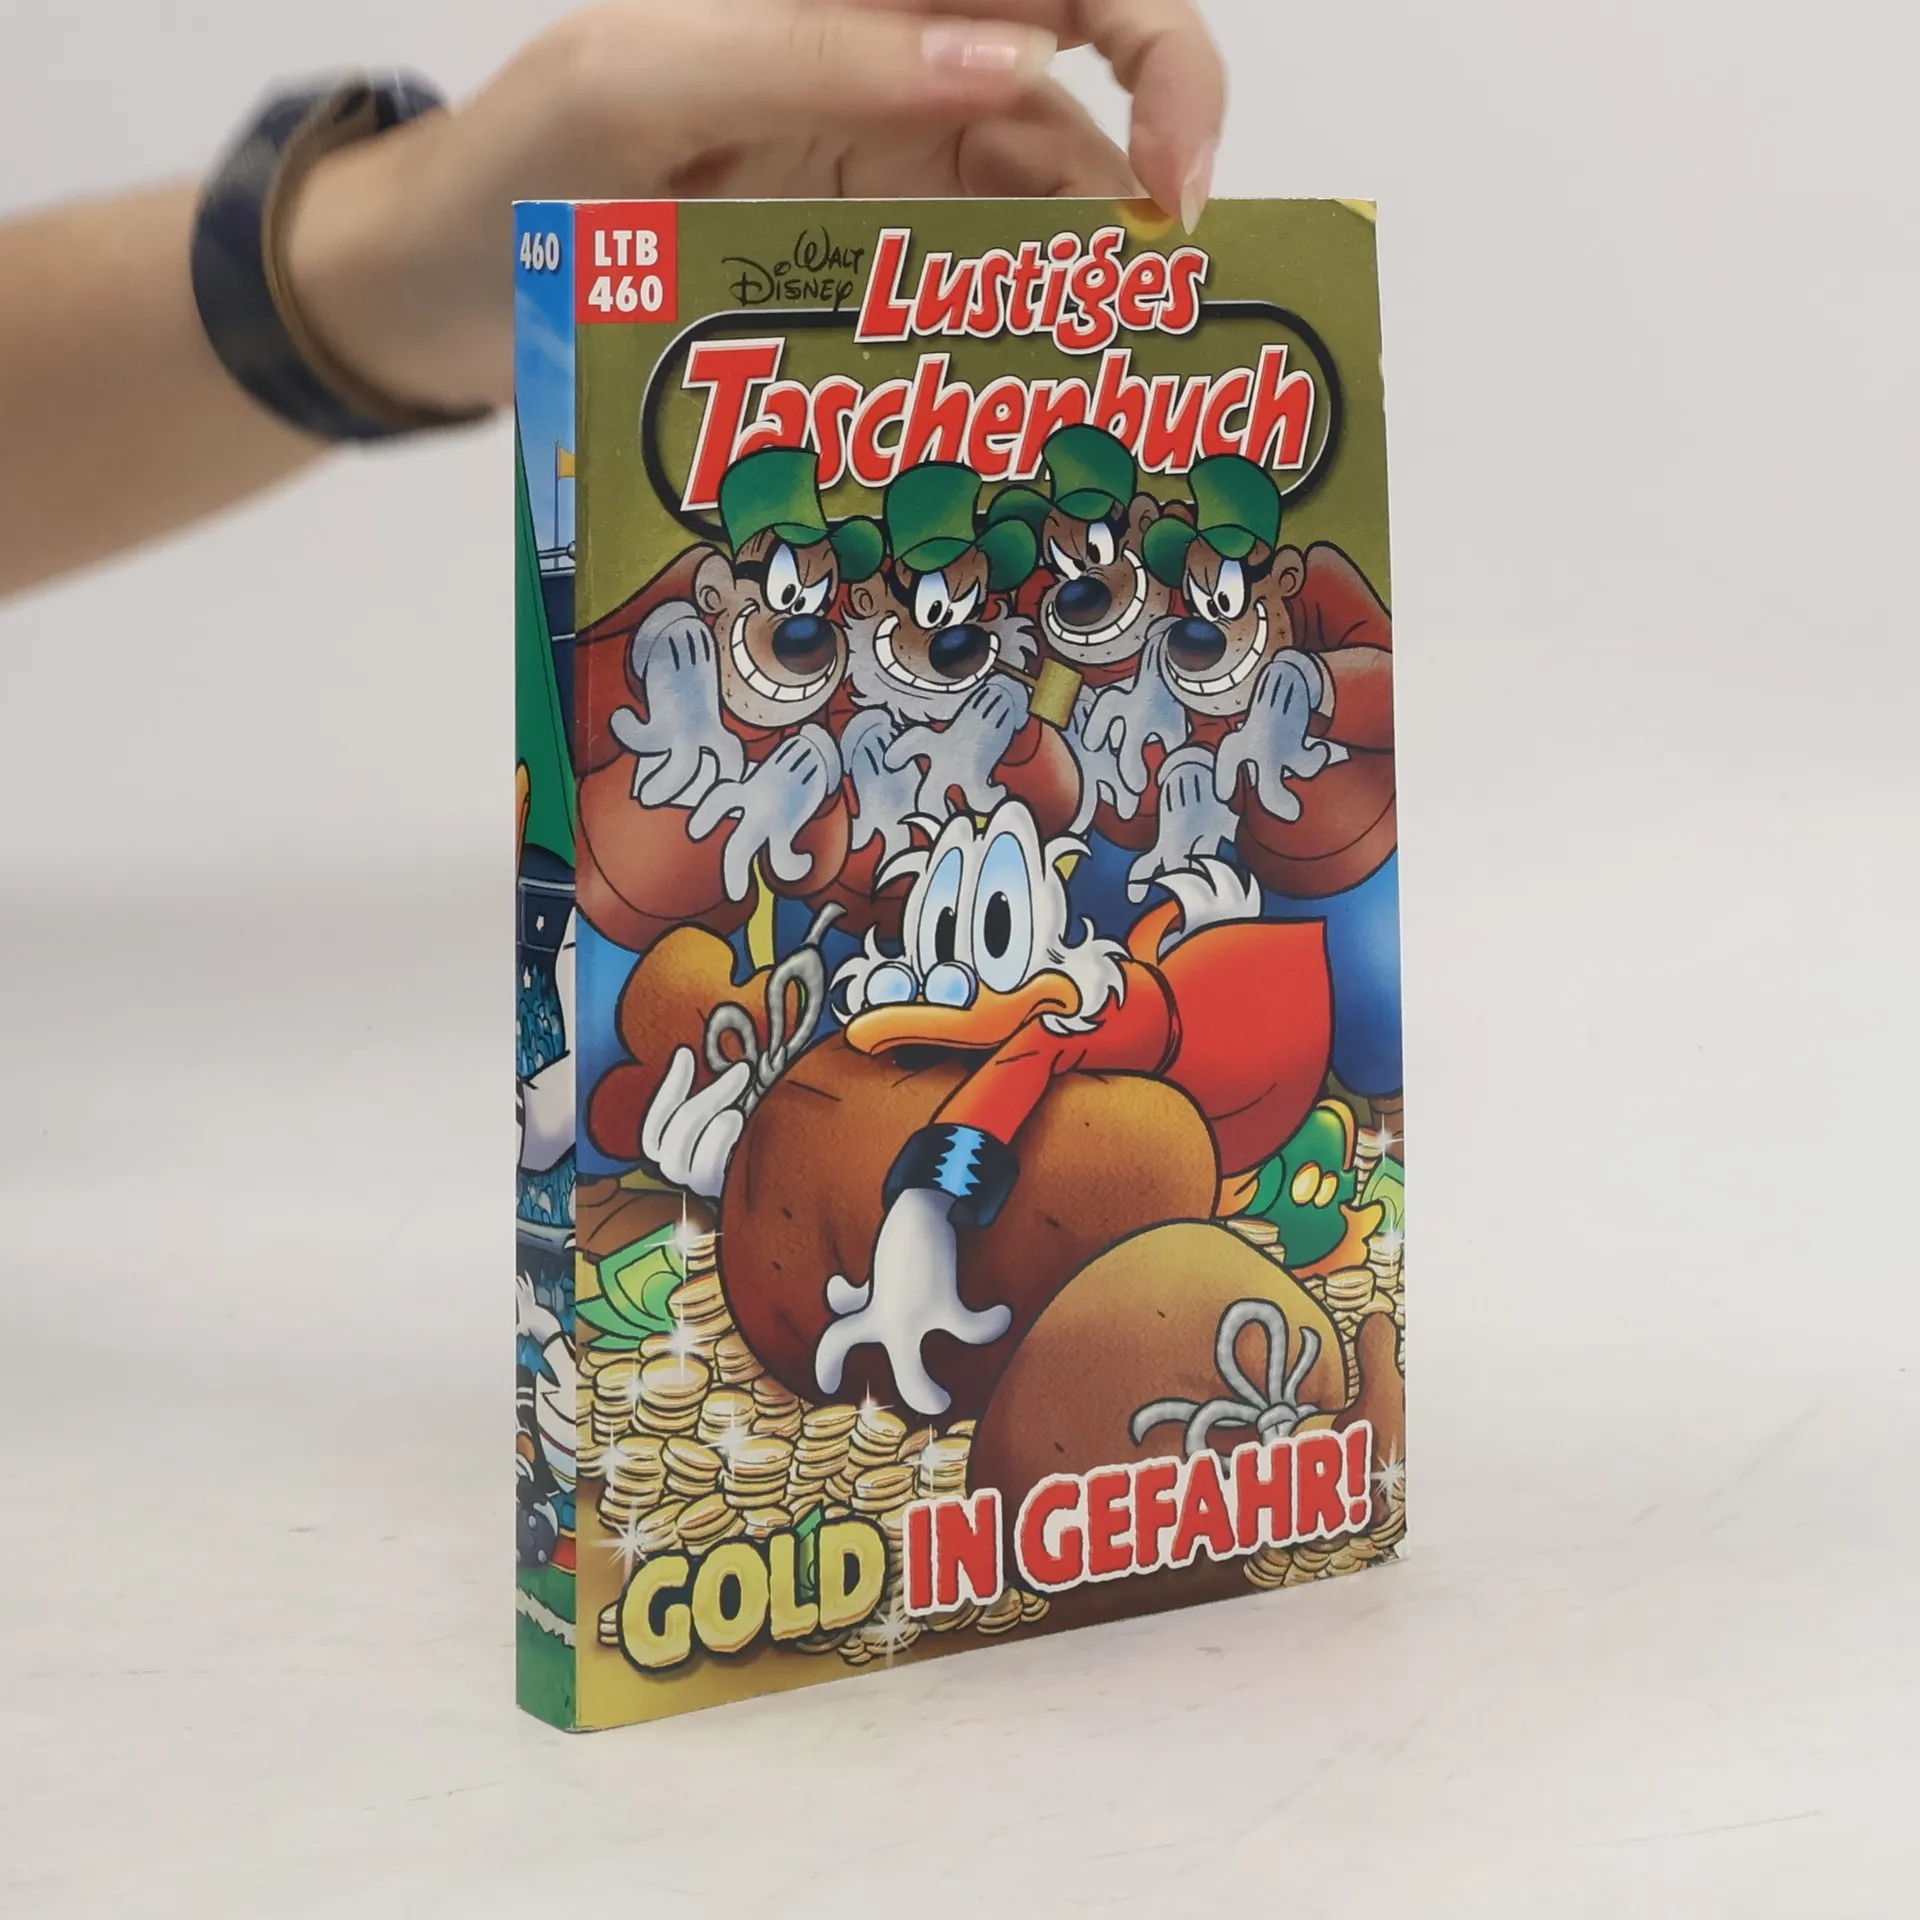 460
LTB
460
WALT
DISNEY
Lustiges
Taschenbuch
GOLD IN GEFAHR!